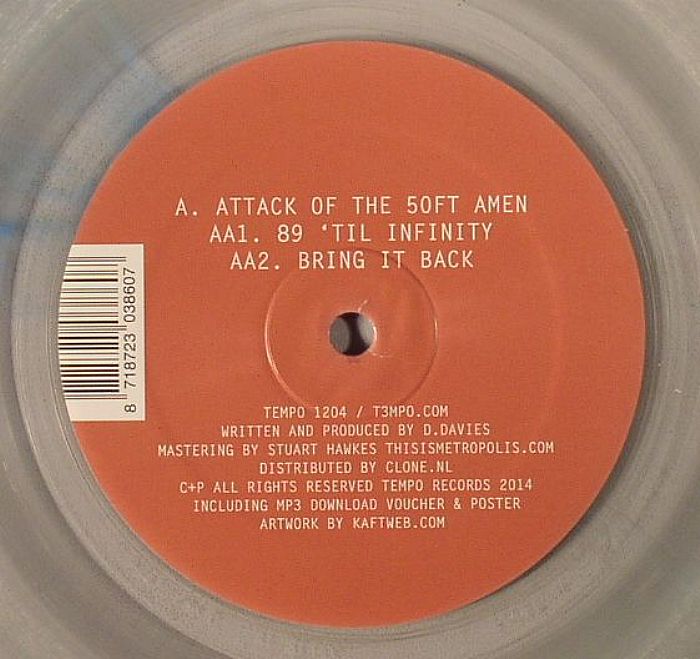 A. ATTACK OF THE 50FT AMEN
AA1. 89 ‘TIL INFINITY
AA2. BRING IT BACK
8 718723 038607
TEMPO 1204 / T3MPO.COM
WRITTEN AND PRODUCED BY D.DAVIES
MASTERING BY STUART HAWKES THISISMETROPOLIS.COM
DISTRIBUTED BY CLONE.NL
C+P ALL RIGHTS RESERVED TEMPO RECORDS 2014
INCLUDING MP3 DOWNLOAD VOUCHER & POSTER
ARTWORK BY KAFTWEB.COM